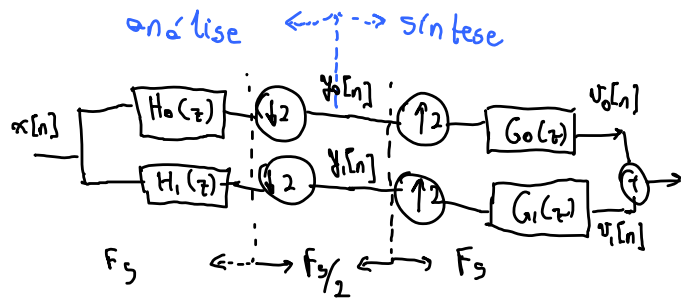 análise síntese
x[n] H₀(z) ↓2 y₀[n] ↑2 G₀(z) v₀[n]
H₁(z) ↓2 y₁[n] ↑2 G₁(z) + v₁[n]
Fs Fs/2 Fs